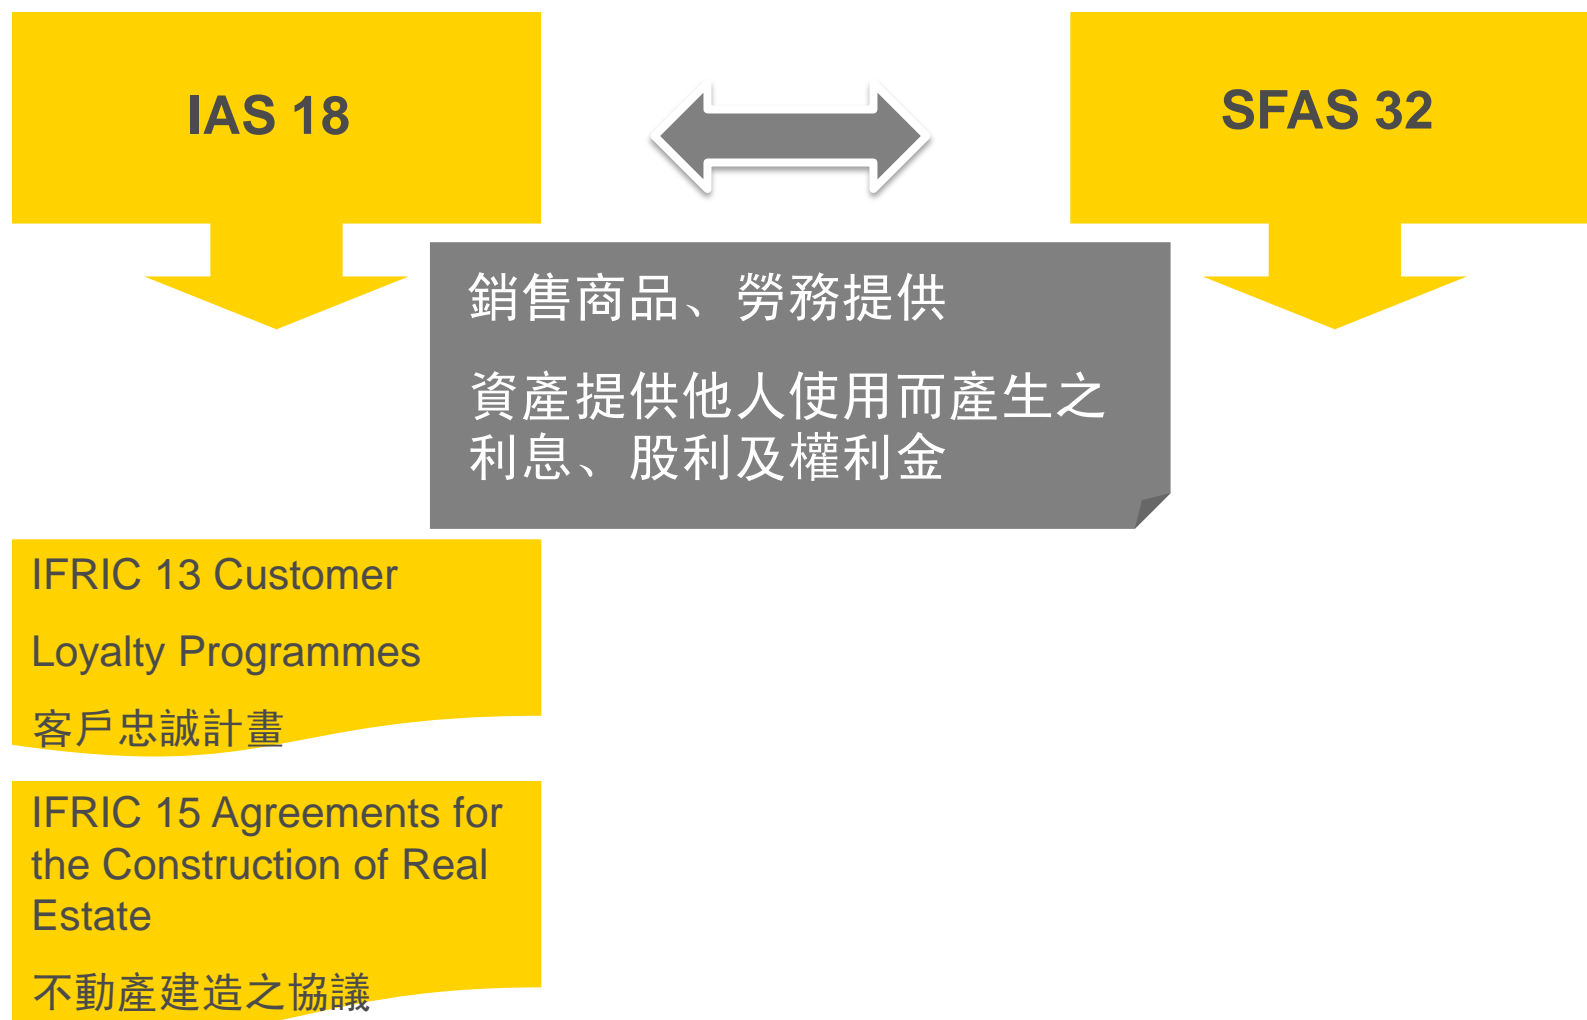 IAS 18
SFAS 32
銷售商品、勞務提供
資產提供他人使用而產生之
利息、股利及權利金
IFRIC 13 Customer
Loyalty Programmes
客戶忠誠計畫
IFRIC 15 Agreements for
the Construction of Real
Estate
不動產建造之協議